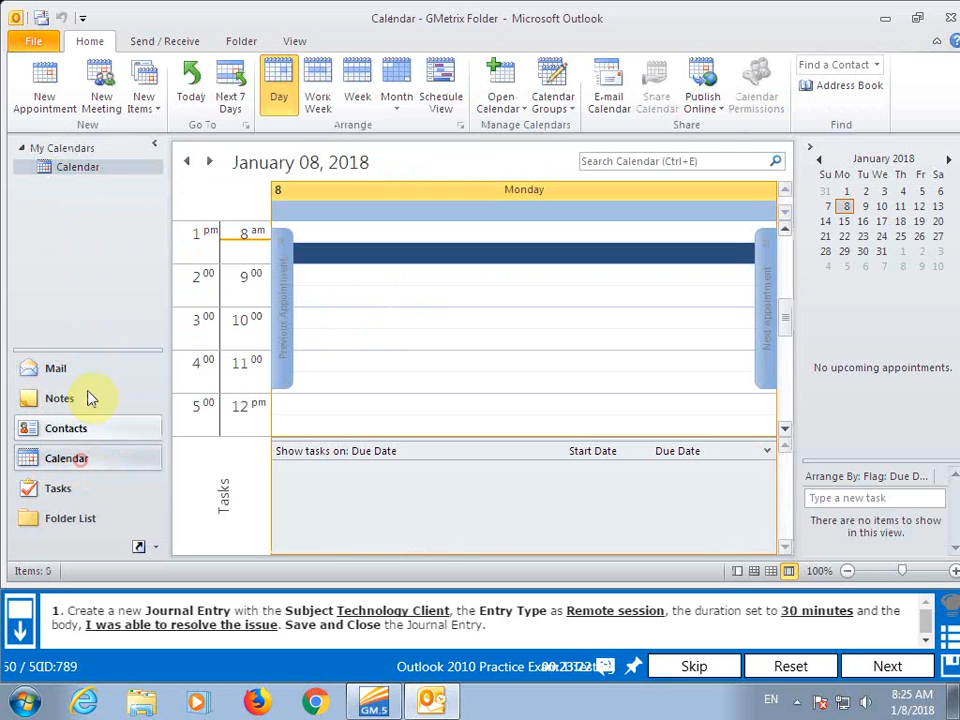 Calendar - GMetrix Folder - Microsoft Outlook
File Home Send / Receive Folder View
New Appointment
New Meeting
New Items
Today
Next 7 Days
Day
Work Week
Week
Month
Schedule View
Open Calendar
Calendar Groups
E-mail Calendar
Share Calendar
Publish Online
Calendar Permissions
Find a Contact
Address Book
New Go To Arrange Manage Calendars Share Find
My Calendars
Calendar
January 08, 2018
Search Calendar (Ctrl+E)
8 Monday
1 pm 8 am
2 00 9 00
3 00 10 00
4 00 11 00
5 00 12 pm
Previous Appointment
Next Appointment
Tasks
Show tasks on: Due Date Start Date Due Date
January 2018
Su Mo Tu We Th Fr Sa
31 1 2 3 4 5 6
7 8 9 10 11 12 13
14 15 16 17 18 19 20
21 22 23 24 25 26 27
28 29 30 31 1 2 3
4 5 6 7 8 9 10
No upcoming appointments.
Arrange By: Flag: Due D...
Type a new task
There are no items to show
in this view.
Mail
Notes
Contacts
Calendar
Tasks
Folder List
Items: 5
100%
1. Create a new Journal Entry with the Subject Technology Client, the Entry Type as Remote session, the duration set to 30 minutes and the
body, I was able to resolve the issue. Save and Close the Journal Entry.
ID:789
Outlook 2010 Practice
Skip Reset Next
GM.5
EN
8:25 AM
1/8/2018